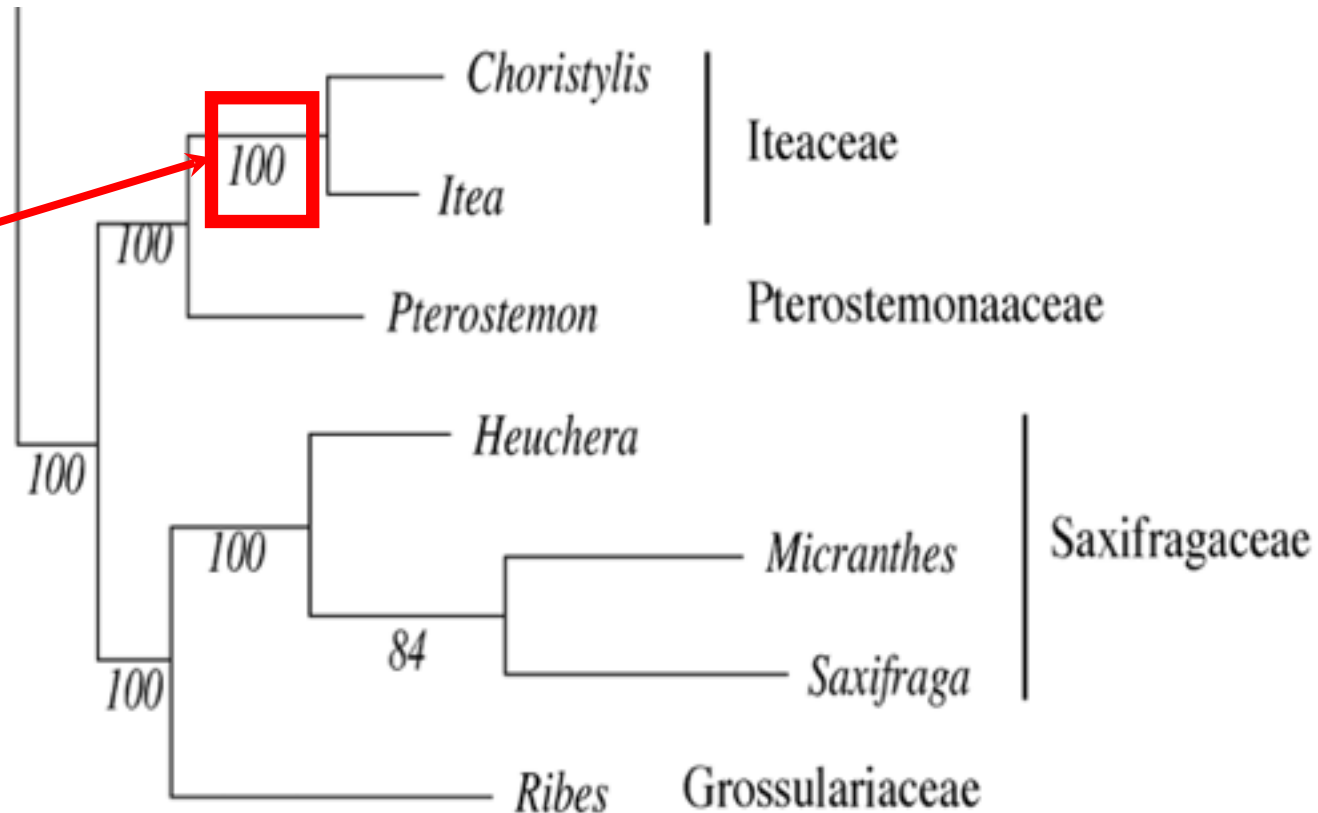 Choristylis
Iteaceae
100
Itea
100
Pterostemon
Pterostemonaaceae
Heuchera
100
100
Micranthes
Saxifragaceae
84
Saxifraga
100
Ribes
Grossulariaceae